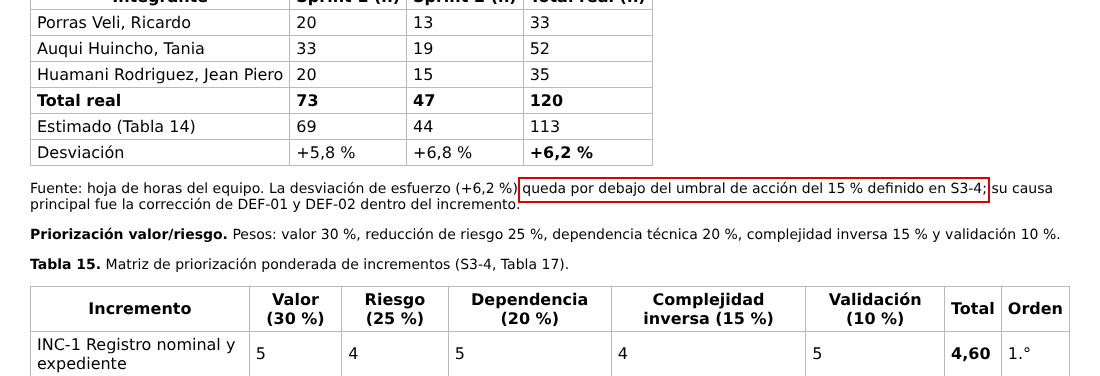 Integrante Sprint 1 (h) Sprint 2 (h) Total real (h)
Porras Veli, Ricardo 20 13 33
Auqui Huincho, Tania 33 19 52
Huamani Rodriguez, Jean Piero 20 15 35
Total real 73 47 120
Estimado (Tabla 14) 69 44 113
Desviación +5,8 % +6,8 % +6,2 %
Fuente: hoja de horas del equipo. La desviación de esfuerzo (+6,2 %) queda por debajo del umbral de acción del 15 % definido en S3-4; su causa
principal fue la corrección de DEF-01 y DEF-02 dentro del incremento.
Priorización valor/riesgo. Pesos: valor 30 %, reducción de riesgo 25 %, dependencia técnica 20 %, complejidad inversa 15 % y validación 10 %.
Tabla 15. Matriz de priorización ponderada de incrementos (S3-4, Tabla 17).
Incremento Valor (30 %) Riesgo (25 %) Dependencia (20 %) Complejidad inversa (15 %) Validación (10 %) Total Orden
INC-1 Registro nominal y expediente 5 4 5 4 5 4,60 1.°